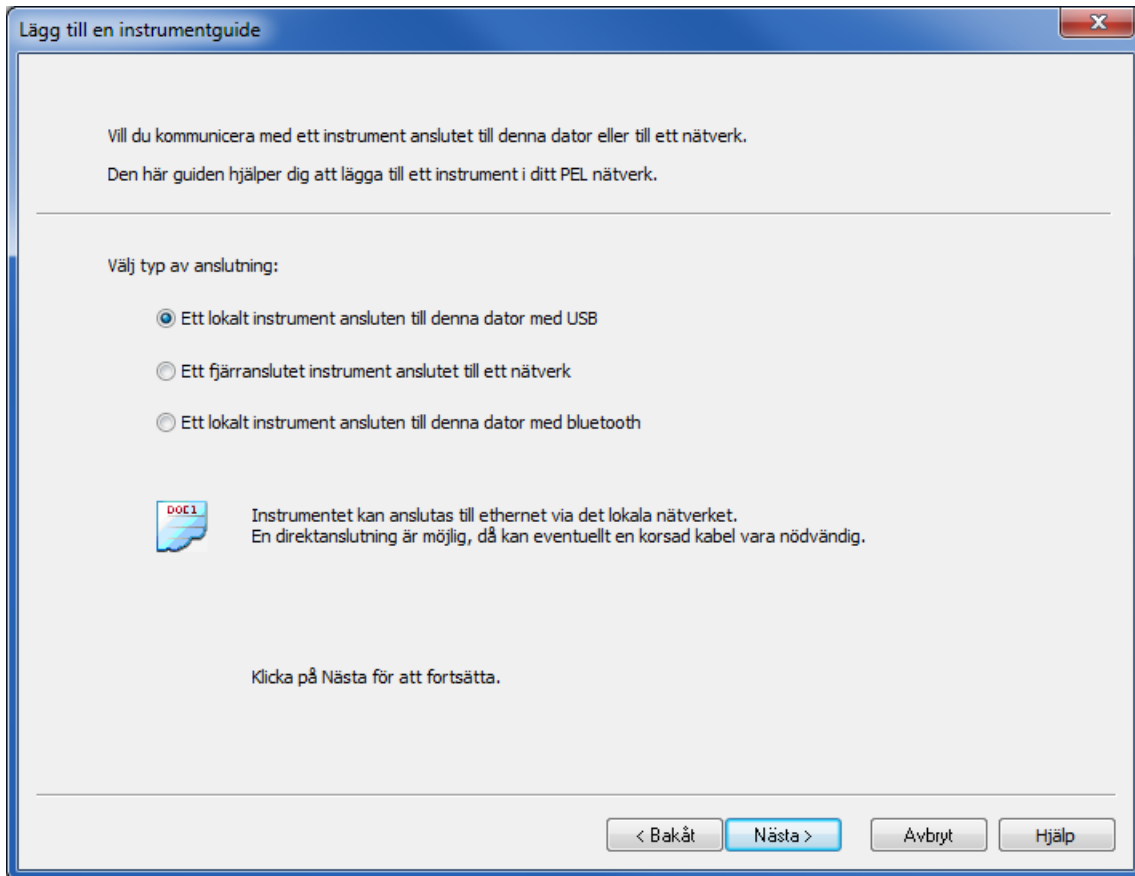 Lägg till en instrumentguide
Vill du kommunicera med ett instrument anslutet till denna dator eller till ett nätverk.
Den här guiden hjälper dig att lägga till ett instrument i ditt PEL nätverk.
Välj typ av anslutning:
Ett lokalt instrument ansluten till denna dator med USB
Ett fjärranslutet instrument anslutet till ett nätverk
Ett lokalt instrument ansluten till denna dator med bluetooth
DOE1
Instrumentet kan anslutas till ethernet via det lokala nätverket.
En direktanslutning är möjlig, då kan eventuellt en korsad kabel vara nödvändig.
Klicka på Nästa för att fortsätta.
< Bakåt Nästa > Avbryt Hjälp